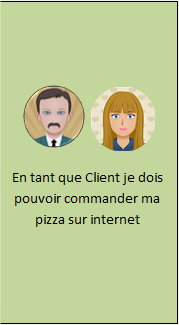 En tant que Client je dois
pouvoir commander ma
pizza sur internet